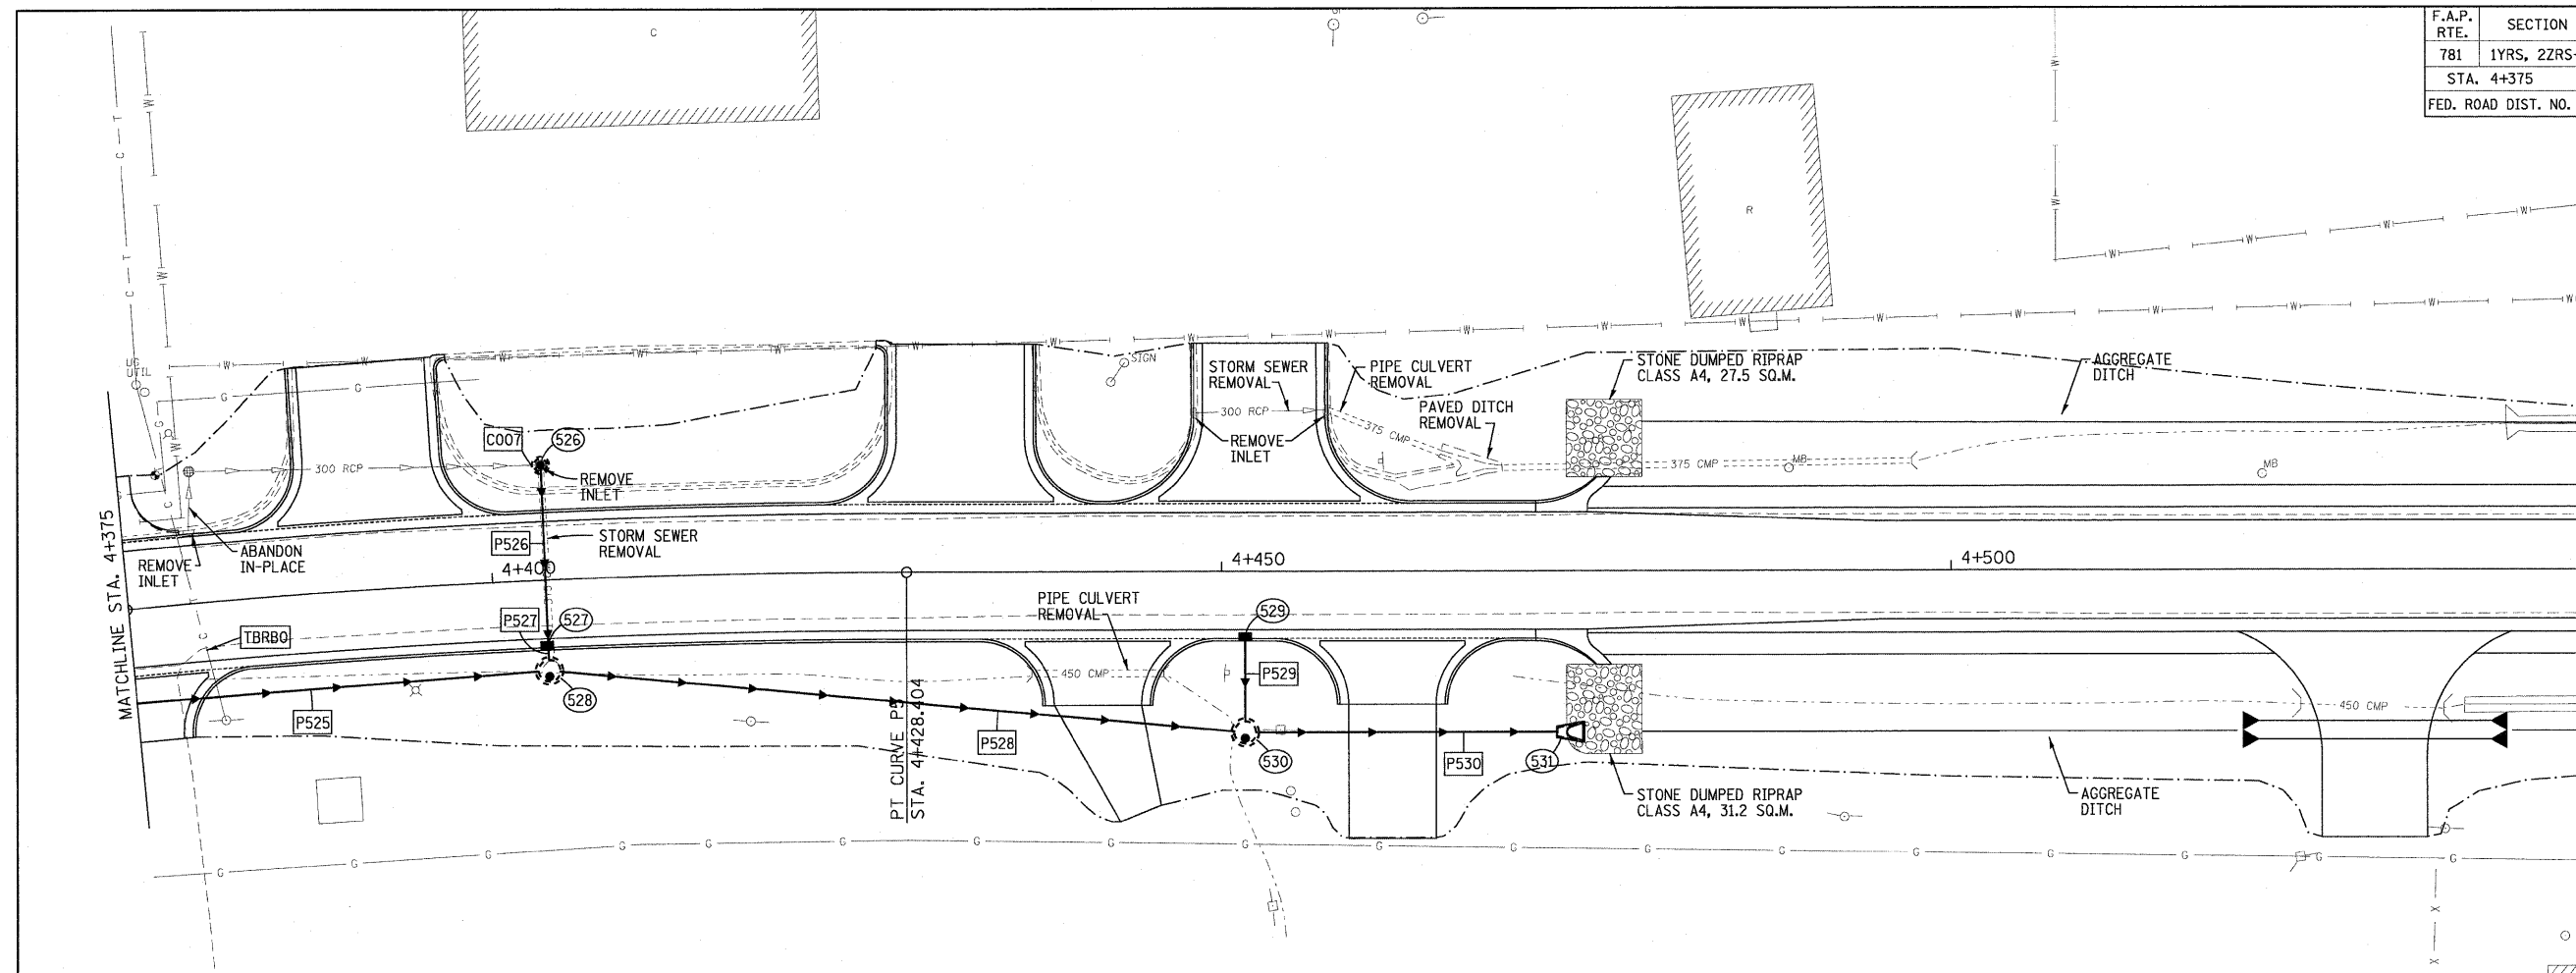 F.A.P.
RTE.
SECTION
781
1YRS, 2ZRS-
STA. 4+375
FED. ROAD DIST. NO.
C
R
UG
UTIL
SIGN
STORM SEWER
REMOVAL
PIPE CULVERT
REMOVAL
STONE DUMPED RIPRAP
CLASS A4, 27.5 SQ.M.
AGGREGATE
DITCH
PAVED DITCH
REMOVAL
300 RCP
375 CMP
REMOVE
INLET
C007
526
300 RCP
REMOVE
INLET
375 CMP
MB
MB
MATCHLINE STA. 4+375
REMOVE
INLET
ABANDON
IN-PLACE
P526
STORM SEWER
REMOVAL
4+400
4+450
4+500
TBRBO
P527
527
PIPE CULVERT
REMOVAL
529
450 CMP
P529
528
P525
PT CURVE P5
STA. 4+428.404
P528
530
P530
531
450 CMP
STONE DUMPED RIPRAP
CLASS A4, 31.2 SQ.M.
AGGREGATE
DITCH